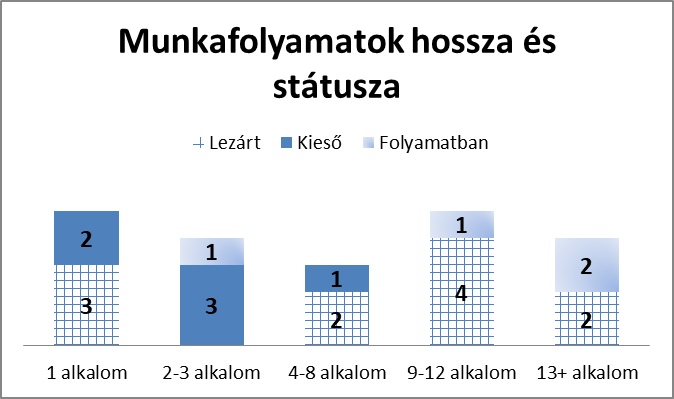 Munkafolyamatok hossza és
státusza
Lezárt Kieső Folyamatban
2 1 1 1 2
3 3 2 4 2
1 alkalom 2-3 alkalom 4-8 alkalom 9-12 alkalom 13+ alkalom